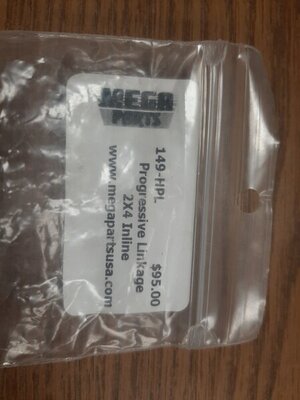 MEGA
PARTS
149-HPL $95.00
Progressive Linkage
2X4 Inline
www.megapartsusa.com